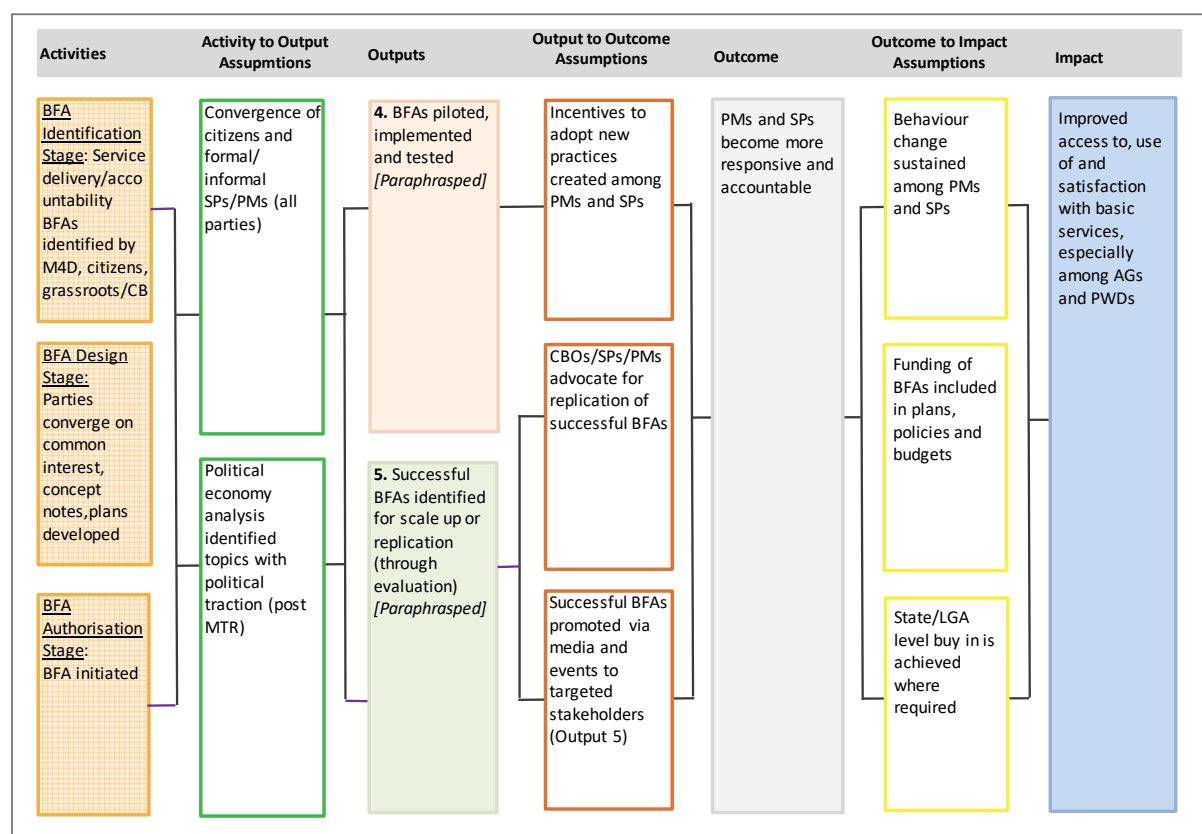 Activities
Activity to Output
Assupmtions
Outputs
Output to Outcome
Assumptions
Outcome
Outcome to Impact
Assumptions
Impact
BFA
Identification
Stage: Service
delivery/acco
untability
BFAs
identified by
M4D, citizens,
grassroots/CB
BFA Design
Stage:
Parties
converge on
common
interest,
concept
notes,plans
developed
BFA
Authorisation
Stage:
BFA initiated
Convergence of
citizens and
formal/
informal
SPs/PMs (all
parties)
Political
economy
analysis
identified
topics with
political
traction (post
MTR)
4. BFAs piloted,
implemented
and tested
[Paraphrasped]
5. Successful
BFAs identified
for scale up or
replication
(through
evaluation)
[Paraphrasped]
Incentives to
adopt new
practices
created among
PMs and SPs
CBOs/SPs/PMs
advocate for
replication of
successful BFAs
Successful BFAs
promoted via
media and
events to
targeted
stakeholders
(Output 5)
PMs and SPs
become more
responsive and
accountable
Behaviour
change
sustained
among PMs
and SPs
Funding of
BFAs included
in plans,
policies and
budgets
State/LGA
level buy in is
achieved
where
required
Improved
access to, use
of and
satisfaction
with basic
services,
especially
among AGs
and PWDs